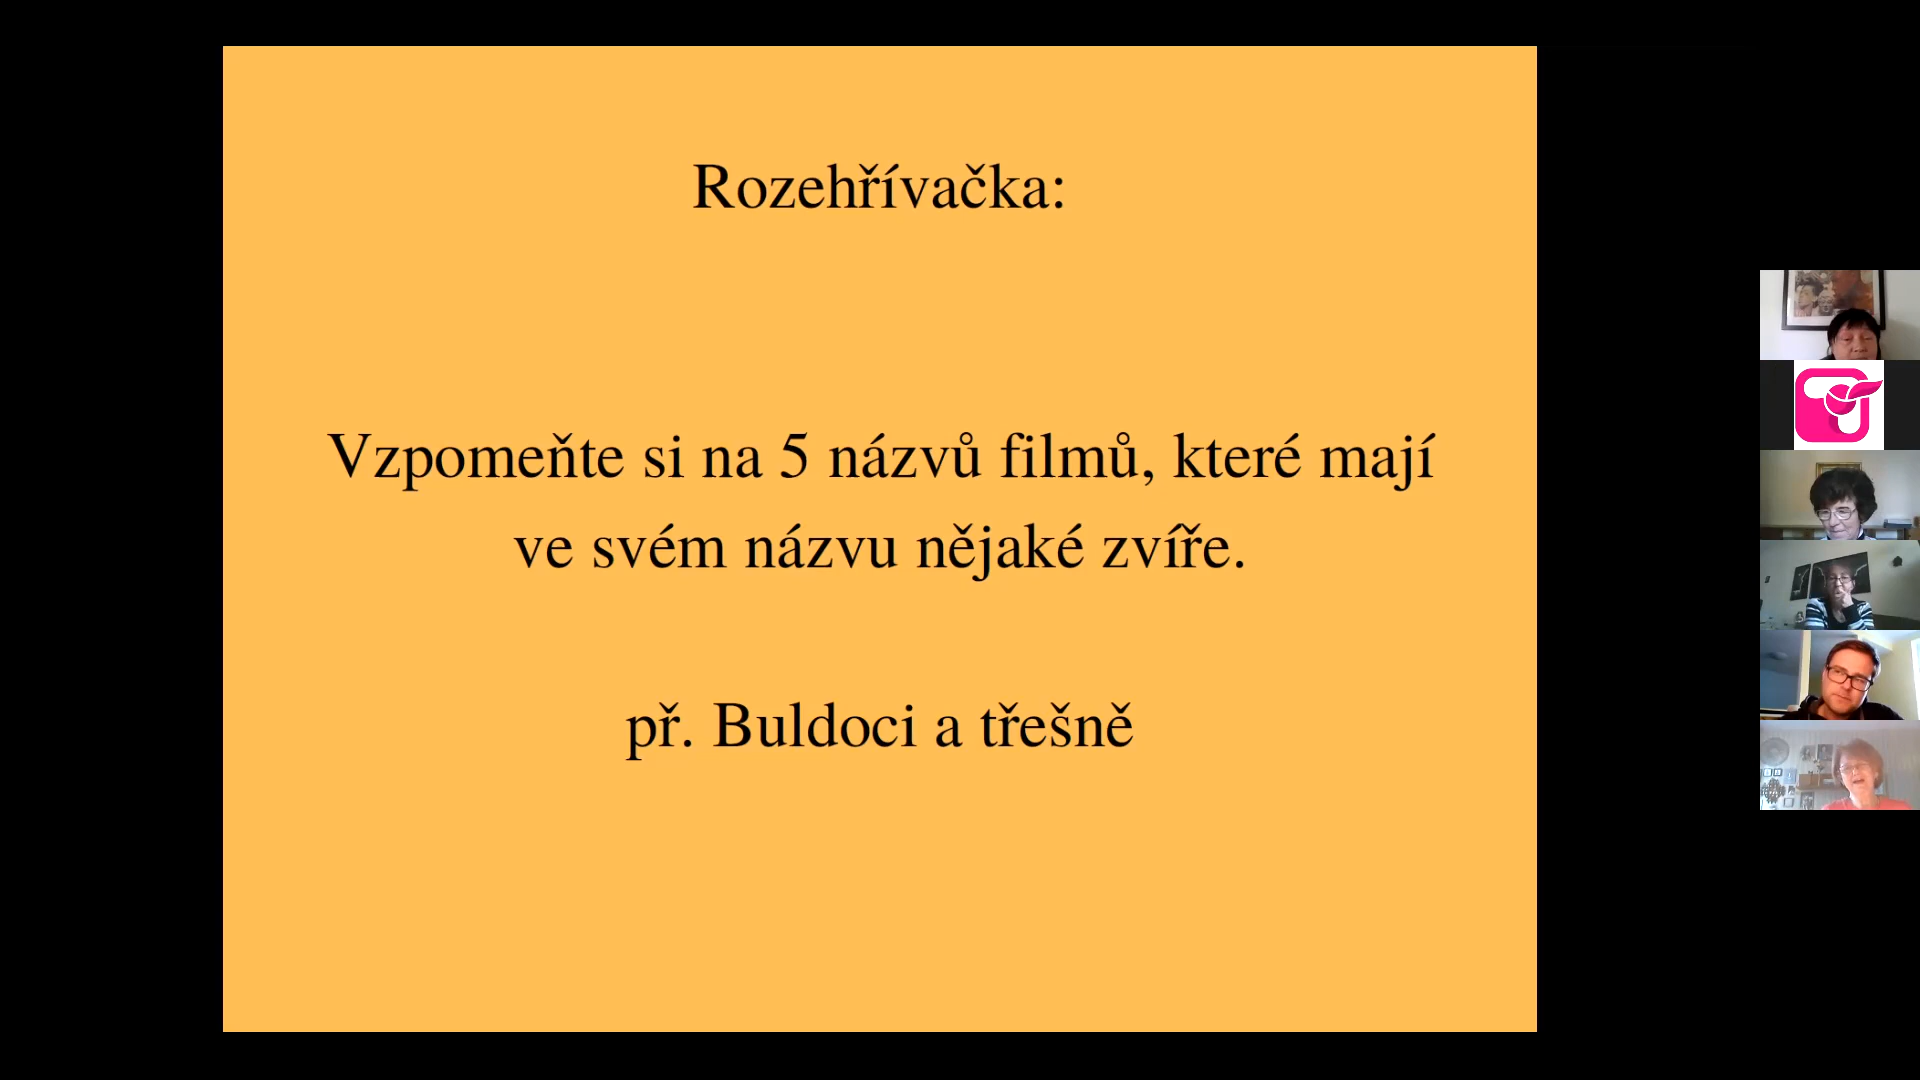 Rozehřívačka:
Vzpomeňte si na 5 názvů filmů, které mají
ve svém názvu nějaké zvíře.
př. Buldoci a třešně